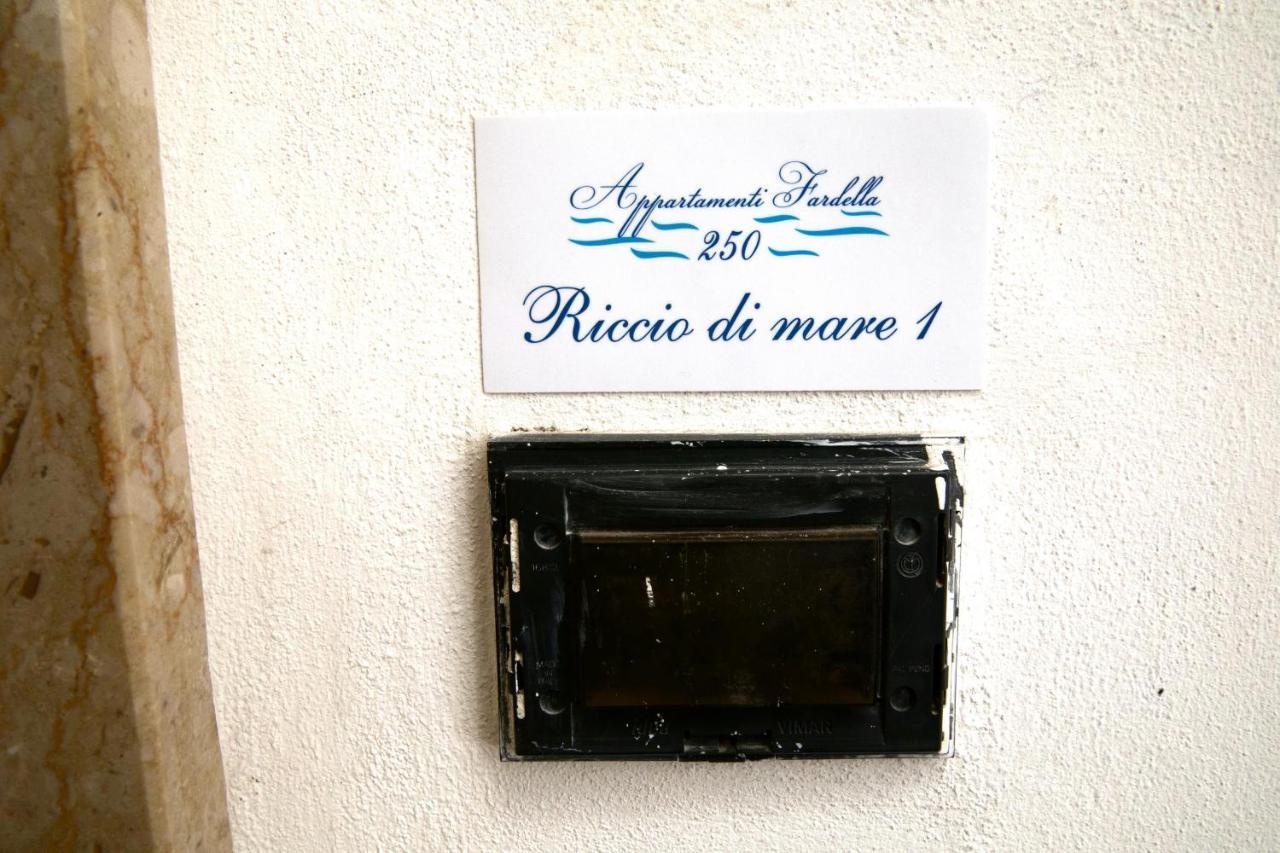 Appartamenti Fardella
250
Riccio di mare 1
VIMAR